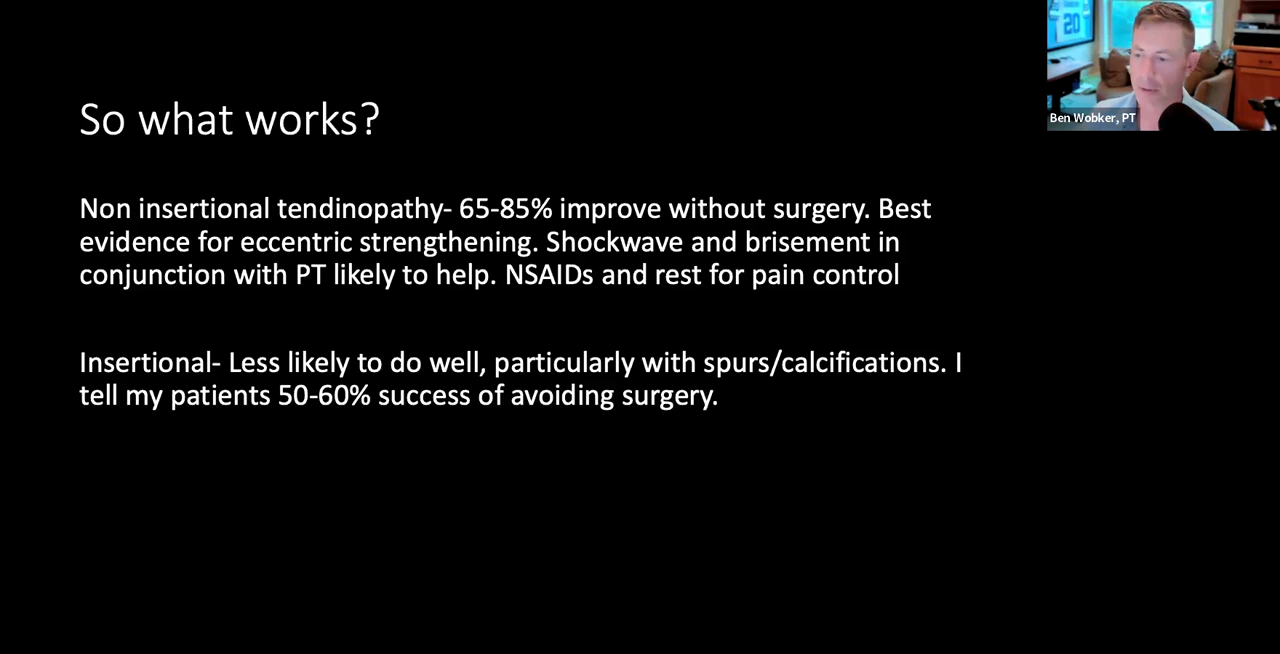 20
Ben Wobker, PT
So what works?
Non insertional tendinopathy- 65-85% improve without surgery. Best
evidence for eccentric strengthening. Shockwave and brisement in
conjunction with PT likely to help. NSAIDs and rest for pain control
Insertional- Less likely to do well, particularly with spurs/calcifications. I
tell my patients 50-60% success of avoiding surgery.